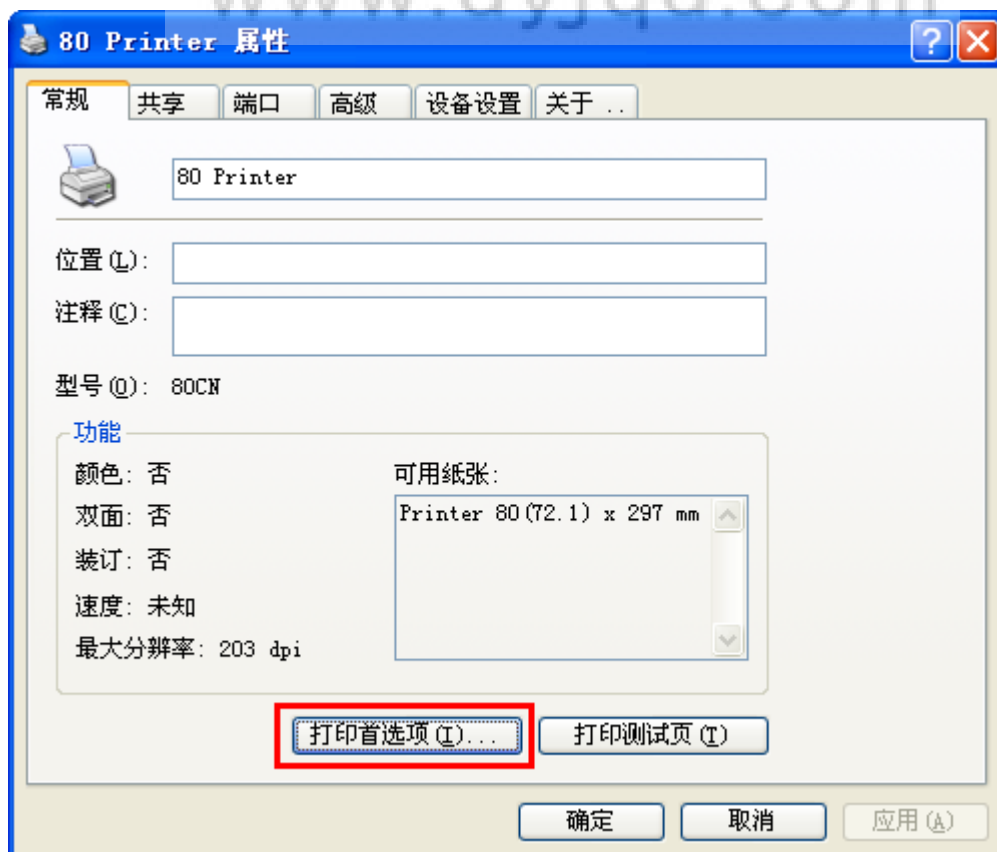 www.dyjqd.com
80 Printer 属性
常规 共享 端口 高级 设备设置 关于 ..
80 Printer
位置(L):
注释(C):
型号(O): 80CN
功能
颜色: 否
双面: 否
装订: 否
速度: 未知
最大分辨率: 203 dpi
可用纸张:
Printer 80(72.1) x 297 mm
打印首选项(I)... 打印测试页(T)
确定 取消 应用(A)